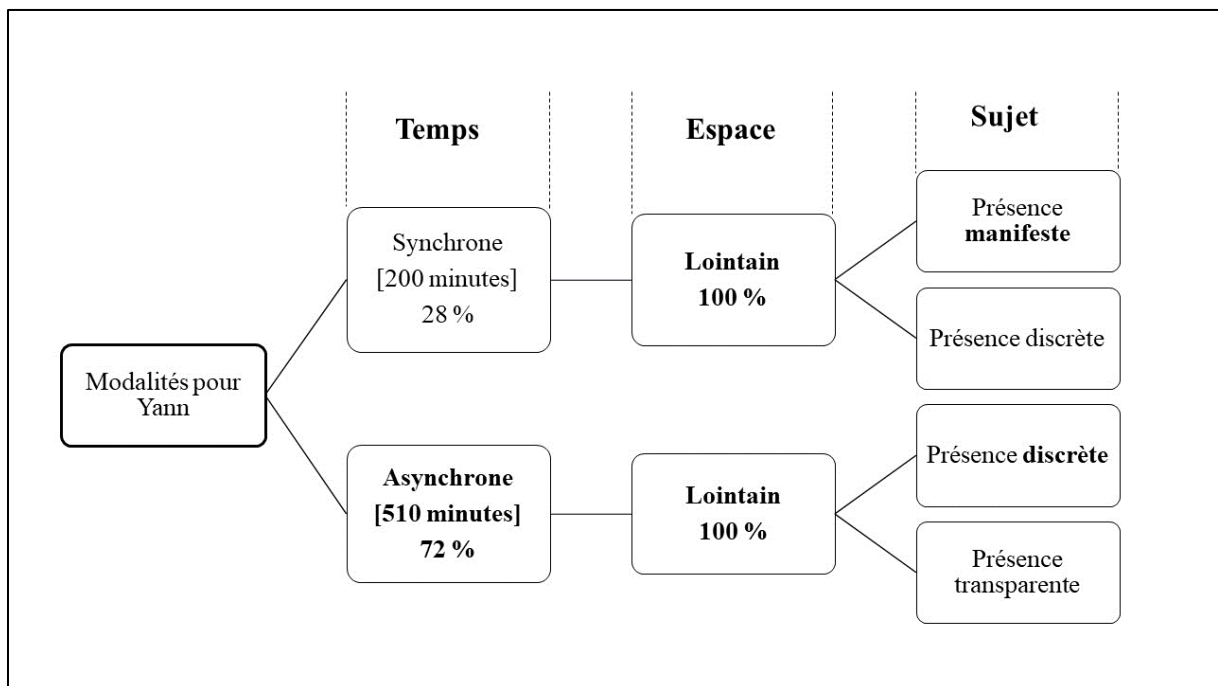 Temps
Espace
Sujet
Modalités pour
Yann
Synchrone
[200 minutes]
28 %
Lointain
100 %
Présence
manifeste
Présence discrète
Asynchrone
[510 minutes]
72 %
Lointain
100 %
Présence discrète
Présence
transparente